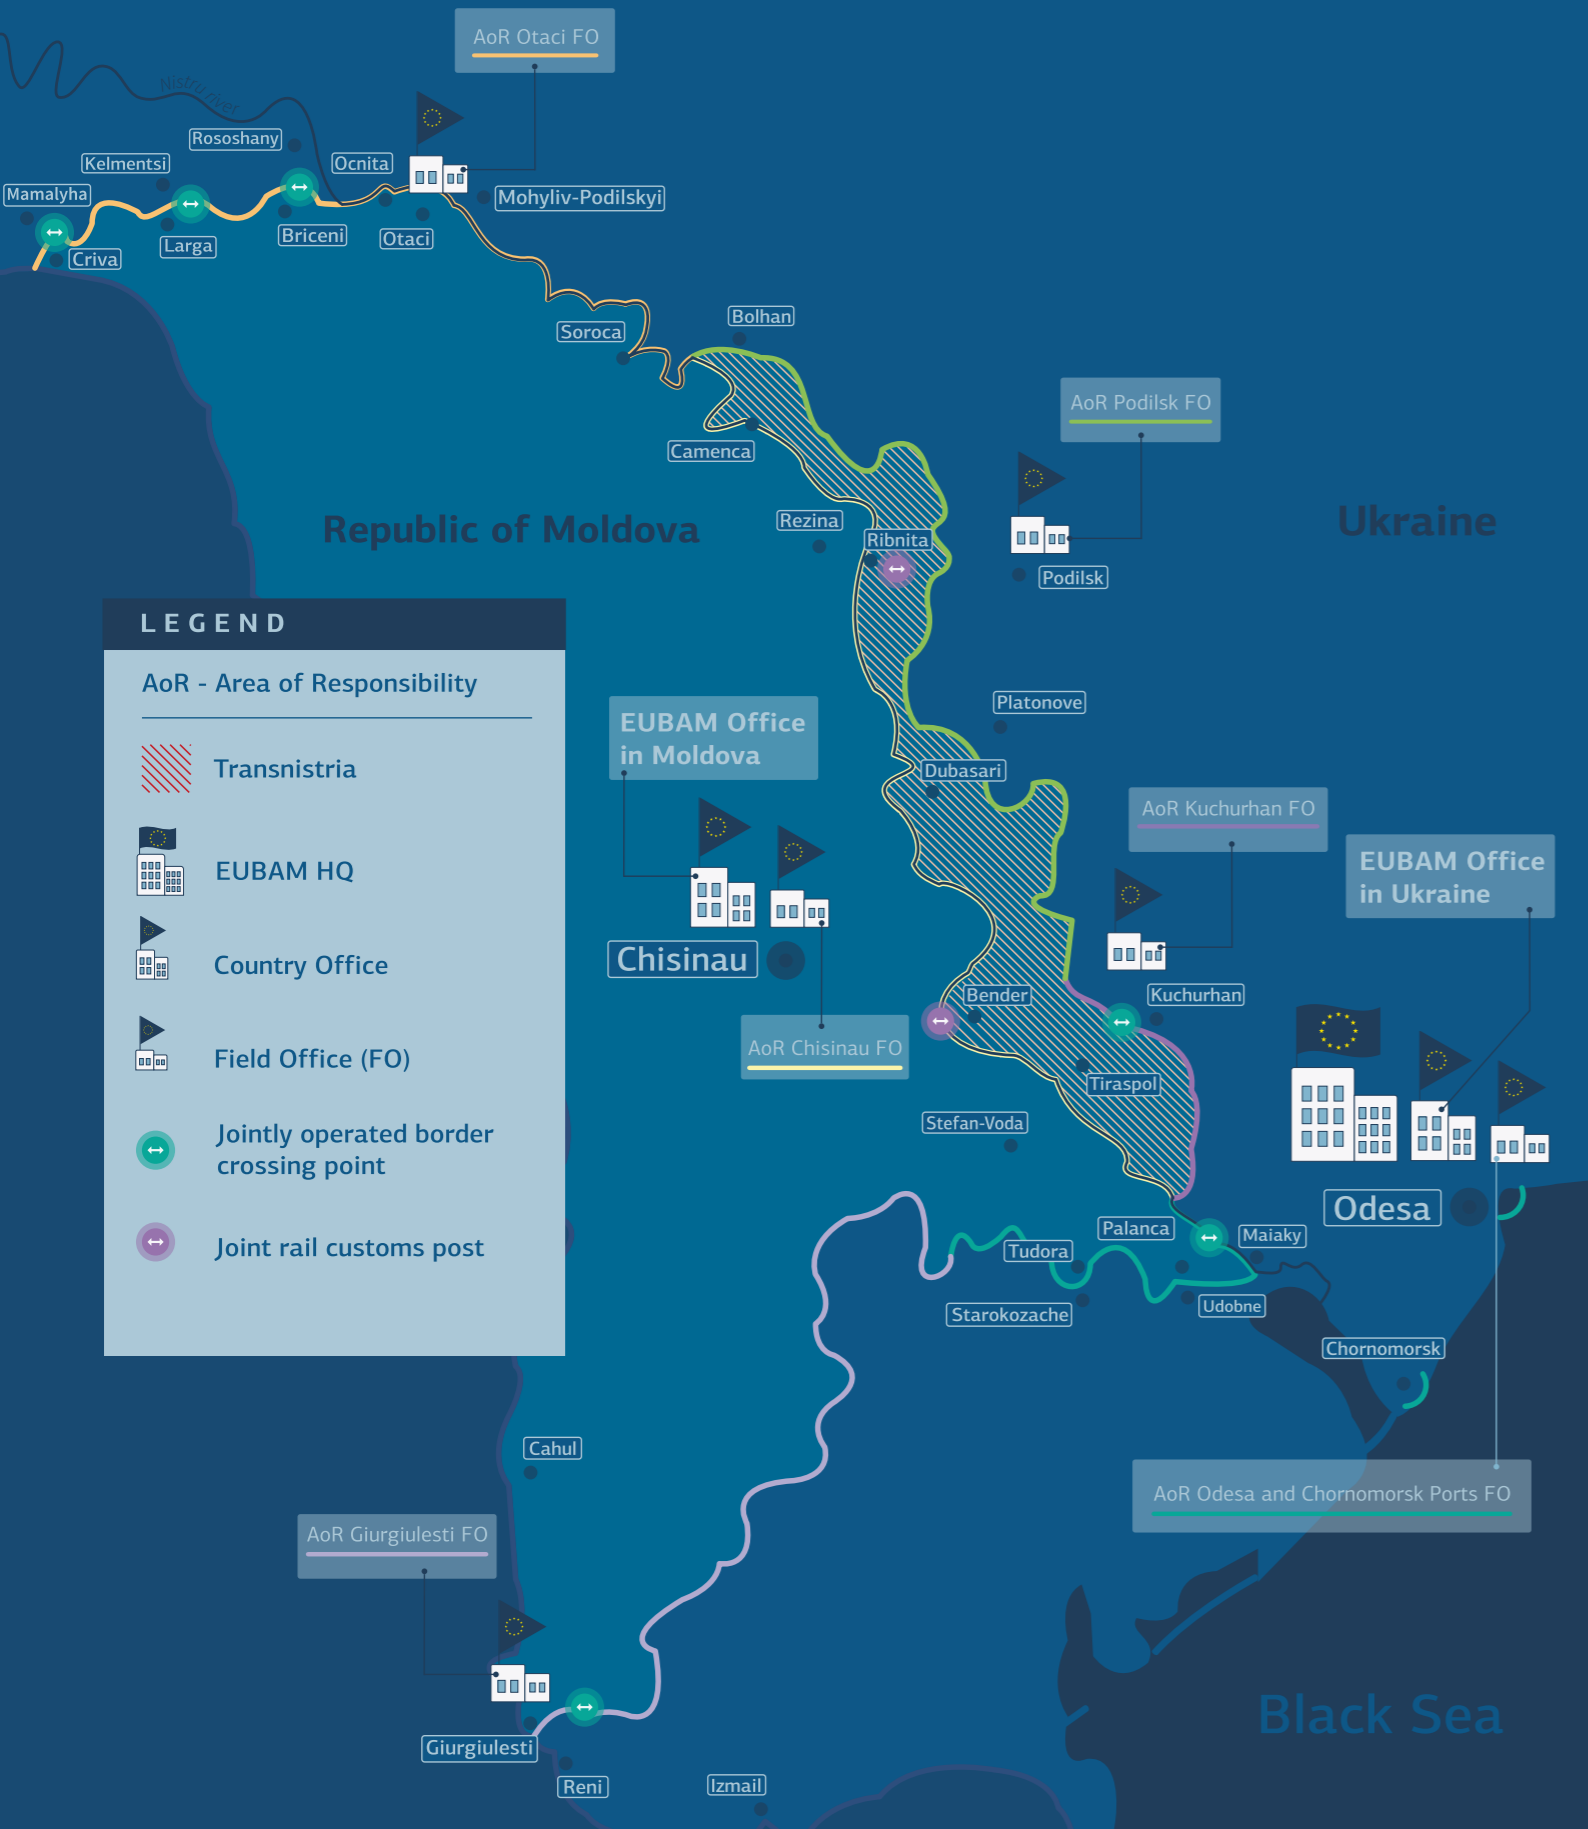 AoR Otaci FO
Nistru river
Rososhany
Kelmentsi
Ocnita
Mamalyha
Mohyliv-Podilskyi
Briceni
Otaci
Larga
Criva
Bolhan
Soroca
AoR Podilsk FO
Camenca
Republic of Moldova
Rezina
Ukraine
Ribnita
Podilsk
LEGEND
AoR - Area of Responsibility
Transnistria
EUBAM HQ
Country Office
Field Office (FO)
Jointly operated border
crossing point
Joint rail customs post
Platonove
EUBAM Office
in Moldova
Dubasari
AoR Kuchurhan FO
EUBAM Office
in Ukraine
Chisinau
Bender
Kuchurhan
AoR Chisinau FO
Tiraspol
Stefan-Voda
Odesa
Palanca
Maiaky
Tudora
Starokozache
Udobne
Chornomorsk
Cahul
AoR Odesa and Chornomorsk Ports FO
AoR Giurgiulesti FO
Black Sea
Giurgiulesti
Reni
Izmail